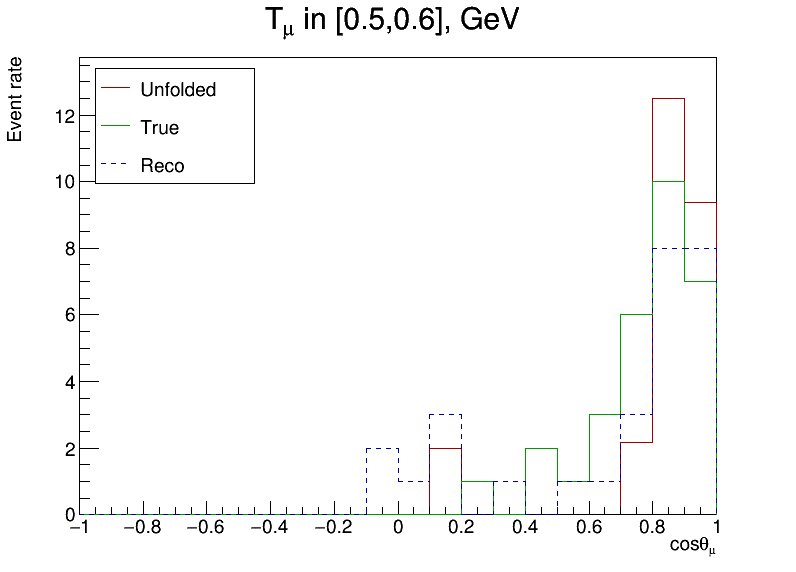 Tμ in [0.5,0.6], GeV
Event rate
Unfolded
True
Reco
12
10
8
6
4
2
0
−1 −0.8 −0.6 −0.4 −0.2 0 0.2 0.4 0.6 0.8 1
cosθμ